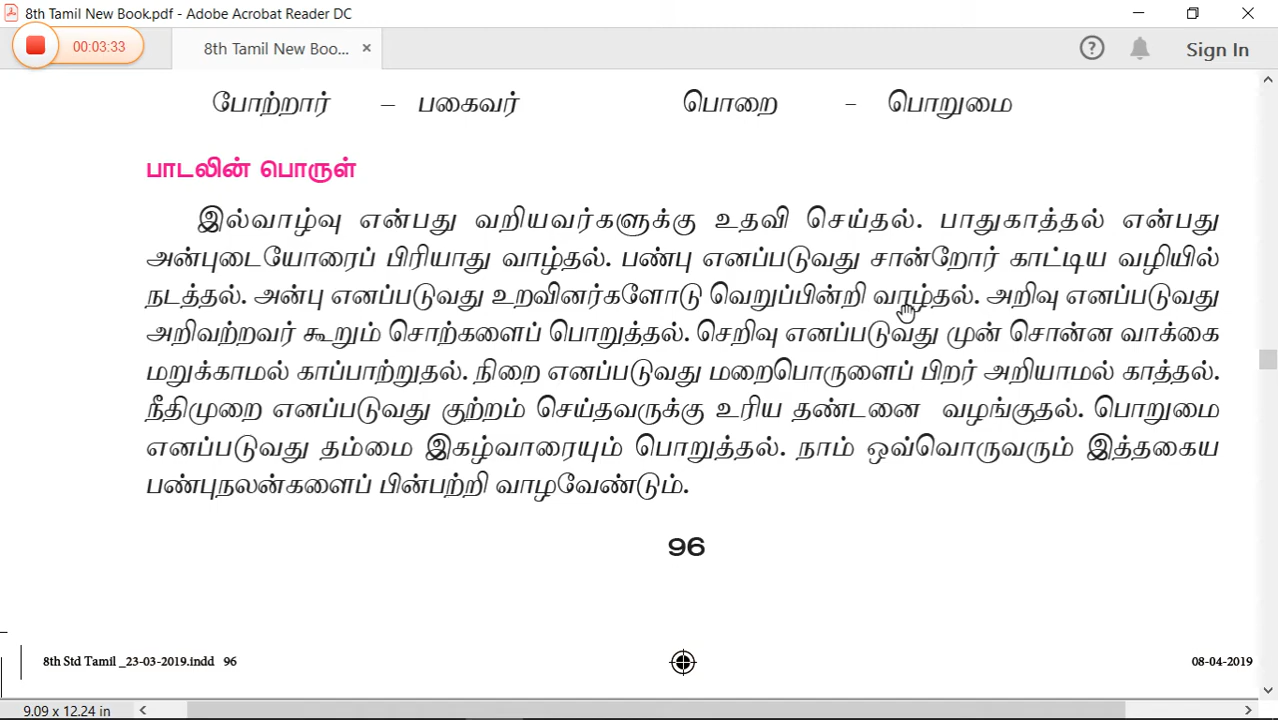 8th Tamil New Book.pdf - Adobe Acrobat Reader DC
00:03:33
8th Tamil New Boo... ×
? Sign In
போற்றார் – பகைவர் பொறை – பொறுமை
பாடலின் பொருள்
இல்வாழ்வு என்பது வறியவர்களுக்கு உதவி செய்தல். பாதுகாத்தல் என்பது
அன்புடையோரைப் பிரியாது வாழ்தல். பண்பு எனப்படுவது சான்றோர் காட்டிய வழியில்
நடத்தல். அன்பு எனப்படுவது உறவினர்களோடு வெறுப்பின்றி வாழ்தல். அறிவு எனப்படுவது
அறிவற்றவர் கூறும் சொற்களைப் பொறுத்தல். செறிவு எனப்படுவது முன் சொன்ன வாக்கை
மறுக்காமல் காப்பாற்றுதல். நிறை எனப்படுவது மறைபொருளைப் பிறர் அறியாமல் காத்தல்.
நீதிமுறை எனப்படுவது குற்றம் செய்தவருக்கு உரிய தண்டனை வழங்குதல். பொறுமை
எனப்படுவது தம்மை இகழ்வாரையும் பொறுத்தல். நாம் ஒவ்வொருவரும் இத்தகைய
பண்புநலன்களைப் பின்பற்றி வாழவேண்டும்.
96
8th Std Tamil _23-03-2019.indd 96 08-04-2019
9.09 x 12.24 in